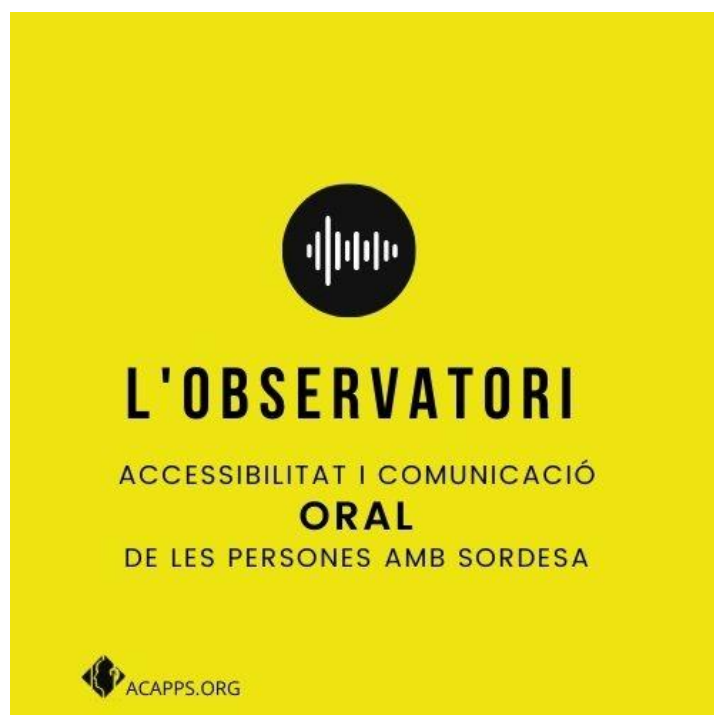 L'OBSERVATORI
ACCESSIBILITAT I COMUNICACIÓ
ORAL
DE LES PERSONES AMB SORDESA
ACAPPS.ORG